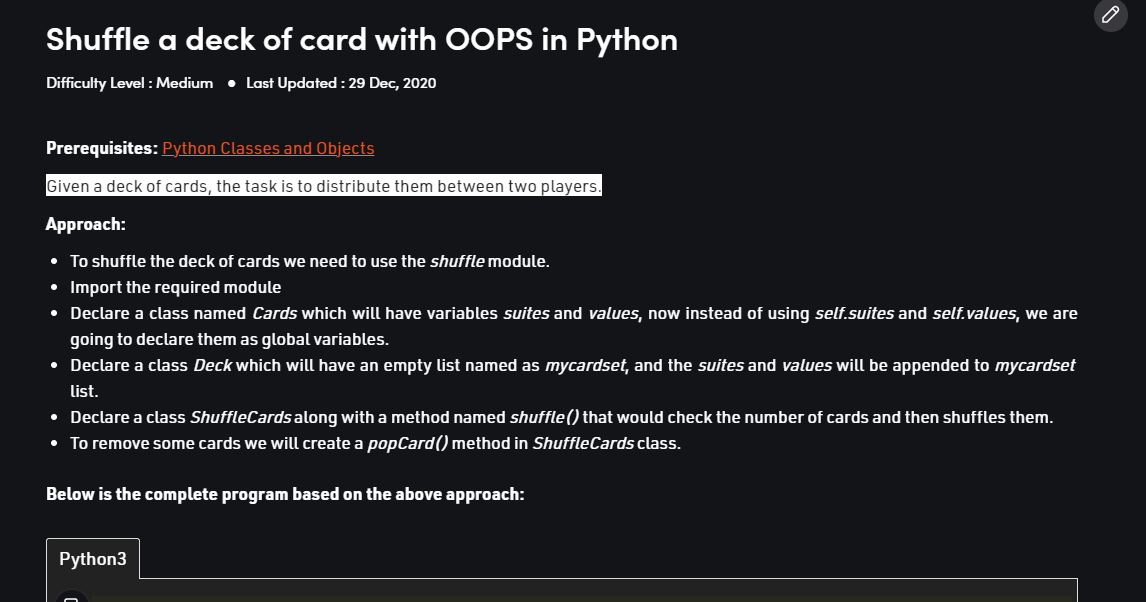 Shuffle a deck of card with OOPS in Python
Difficulty Level : Medium ● Last Updated : 29 Dec, 2020
Prerequisites: Python Classes and Objects
Given a deck of cards, the task is to distribute them between two players.
Approach:
• To shuffle the deck of cards we need to use the shuffle module.
• Import the required module
• Declare a class named Cards which will have variables suites and values, now instead of using self.suites and self.values, we are
going to declare them as global variables.
• Declare a class Deck which will have an empty list named as mycardset, and the suites and values will be appended to mycardset
list.
• Declare a class ShuffleCards along with a method named shuffle() that would check the number of cards and then shuffles them.
• To remove some cards we will create a popCard() method in ShuffleCards class.
Below is the complete program based on the above approach:
Python3